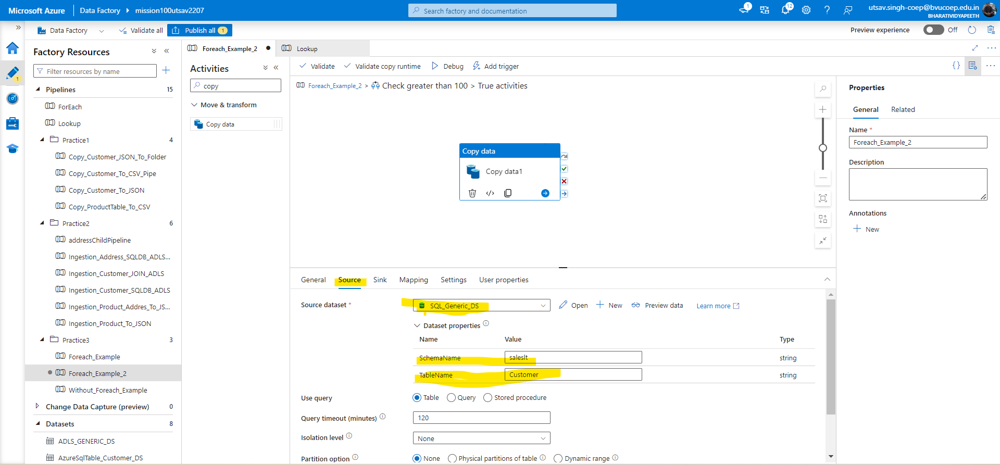 Microsoft Azure Data Factory mission100utsav2207 Search factory and documentation 1 12 utsav.singh-coep@bvucoep.edu.in
BHARATIVIDYAPEETH
Data Factory Validate all Publish all 1 Preview experience Off
Foreach_Example_2 Lookup
Factory Resources
Filter resources by name
1
Pipelines 15
ForEach
Lookup
Practice1 4
Copy_Customer_JSON_To_Folder
Copy_Customer_To_CSV_Pipe
Copy_Customer_To_JSON
Copy_ProductTable_To_CSV
Practice2 6
addressChildPipeline
Ingestion_Address_SQLDB_ADLS...
Ingestion_Customer_JOIN_ADLS
Ingestion_Customer_SQLDB_ADLS
Ingestion_Product_Addres_To_JS...
Ingestion_Product_To_JSON
Practice3 3
Foreach_Example
Foreach_Example_2
Without_Foreach_Example
Change Data Capture (preview) 0
Datasets 8
ADLS_GENERIC_DS
AzureSqlTable_Customer_DS
Activities
copy
Move & transform
Copy data
Validate Validate copy runtime Debug Add trigger
Foreach_Example_2 > Check greater than 100 > True activities
Copy data
Copy data1
General Source Sink Mapping Settings User properties
Source dataset * SQL_Generic_DS Open New Preview data Learn more
Dataset properties
Name Value Type
SchemaName saleslt string
TableName Customer string
Use query Table Query Stored procedure
Query timeout (minutes) 120
Isolation level None
Partition option None Physical partitions of table Dynamic range
Properties
General Related
Name *
Foreach_Example_2
Description
Annotations
New